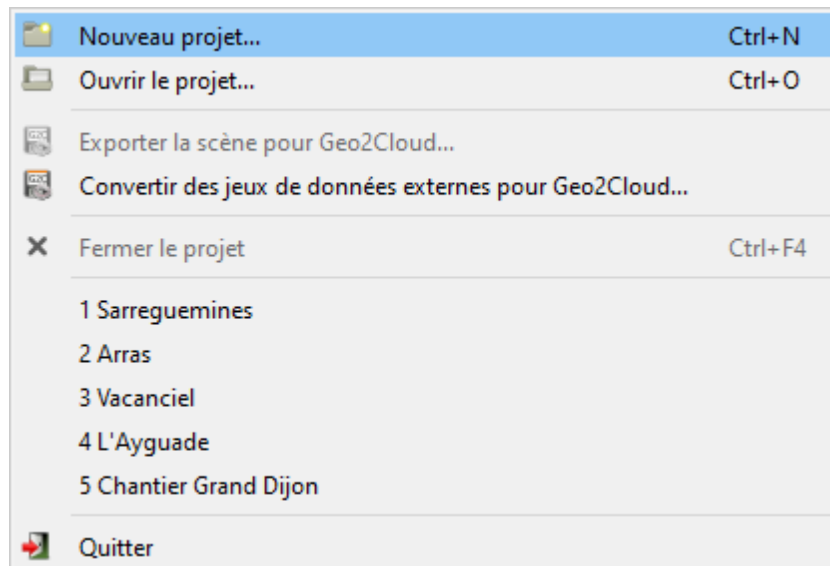 Nouveau projet... Ctrl+N
Ouvrir le projet... Ctrl+O
Exporter la scène pour Geo2Cloud...
Convertir des jeux de données externes pour Geo2Cloud...
Fermer le projet Ctrl+F4
1 Sarreguemines
2 Arras
3 Vacanciel
4 L'Ayguade
5 Chantier Grand Dijon
Quitter